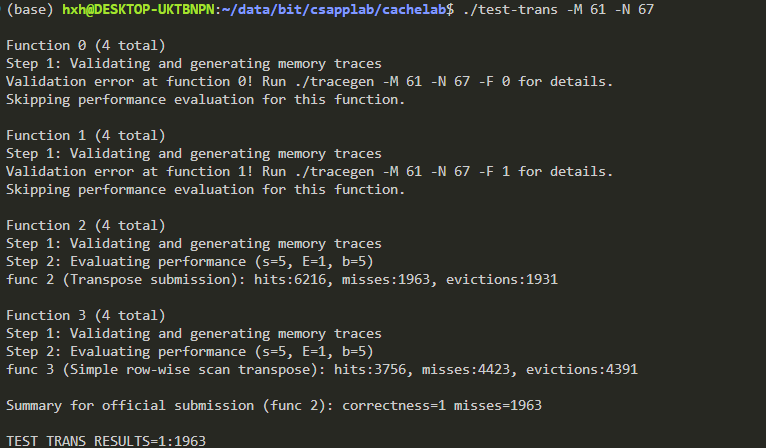 (base) hxh@DESKTOP-UKTBNPN:~/data/bit/csapplab/cachelab$ ./test-trans -M 61 -N 67
Function 0 (4 total)
Step 1: Validating and generating memory traces
Validation error at function 0! Run ./tracegen -M 61 -N 67 -F 0 for details.
Skipping performance evaluation for this function.
Function 1 (4 total)
Step 1: Validating and generating memory traces
Validation error at function 1! Run ./tracegen -M 61 -N 67 -F 1 for details.
Skipping performance evaluation for this function.
Function 2 (4 total)
Step 1: Validating and generating memory traces
Step 2: Evaluating performance (s=5, E=1, b=5)
func 2 (Transpose submission): hits:6216, misses:1963, evictions:1931
Function 3 (4 total)
Step 1: Validating and generating memory traces
Step 2: Evaluating performance (s=5, E=1, b=5)
func 3 (Simple row-wise scan transpose): hits:3756, misses:4423, evictions:4391
Summary for official submission (func 2): correctness=1 misses=1963
TEST_TRANS_RESULTS=1:1963